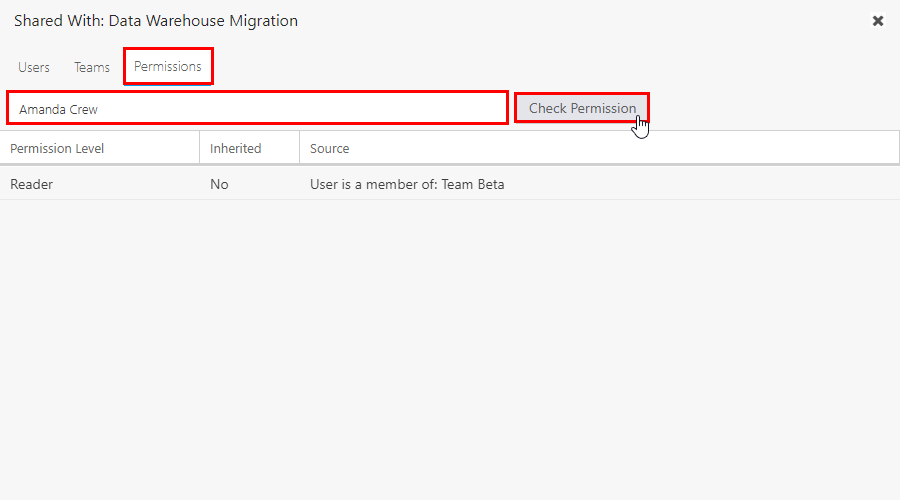 Shared With: Data Warehouse Migration
Users Teams Permissions
Amanda Crew Check Permission
Permission Level Inherited Source
Reader No User is a member of: Team Beta